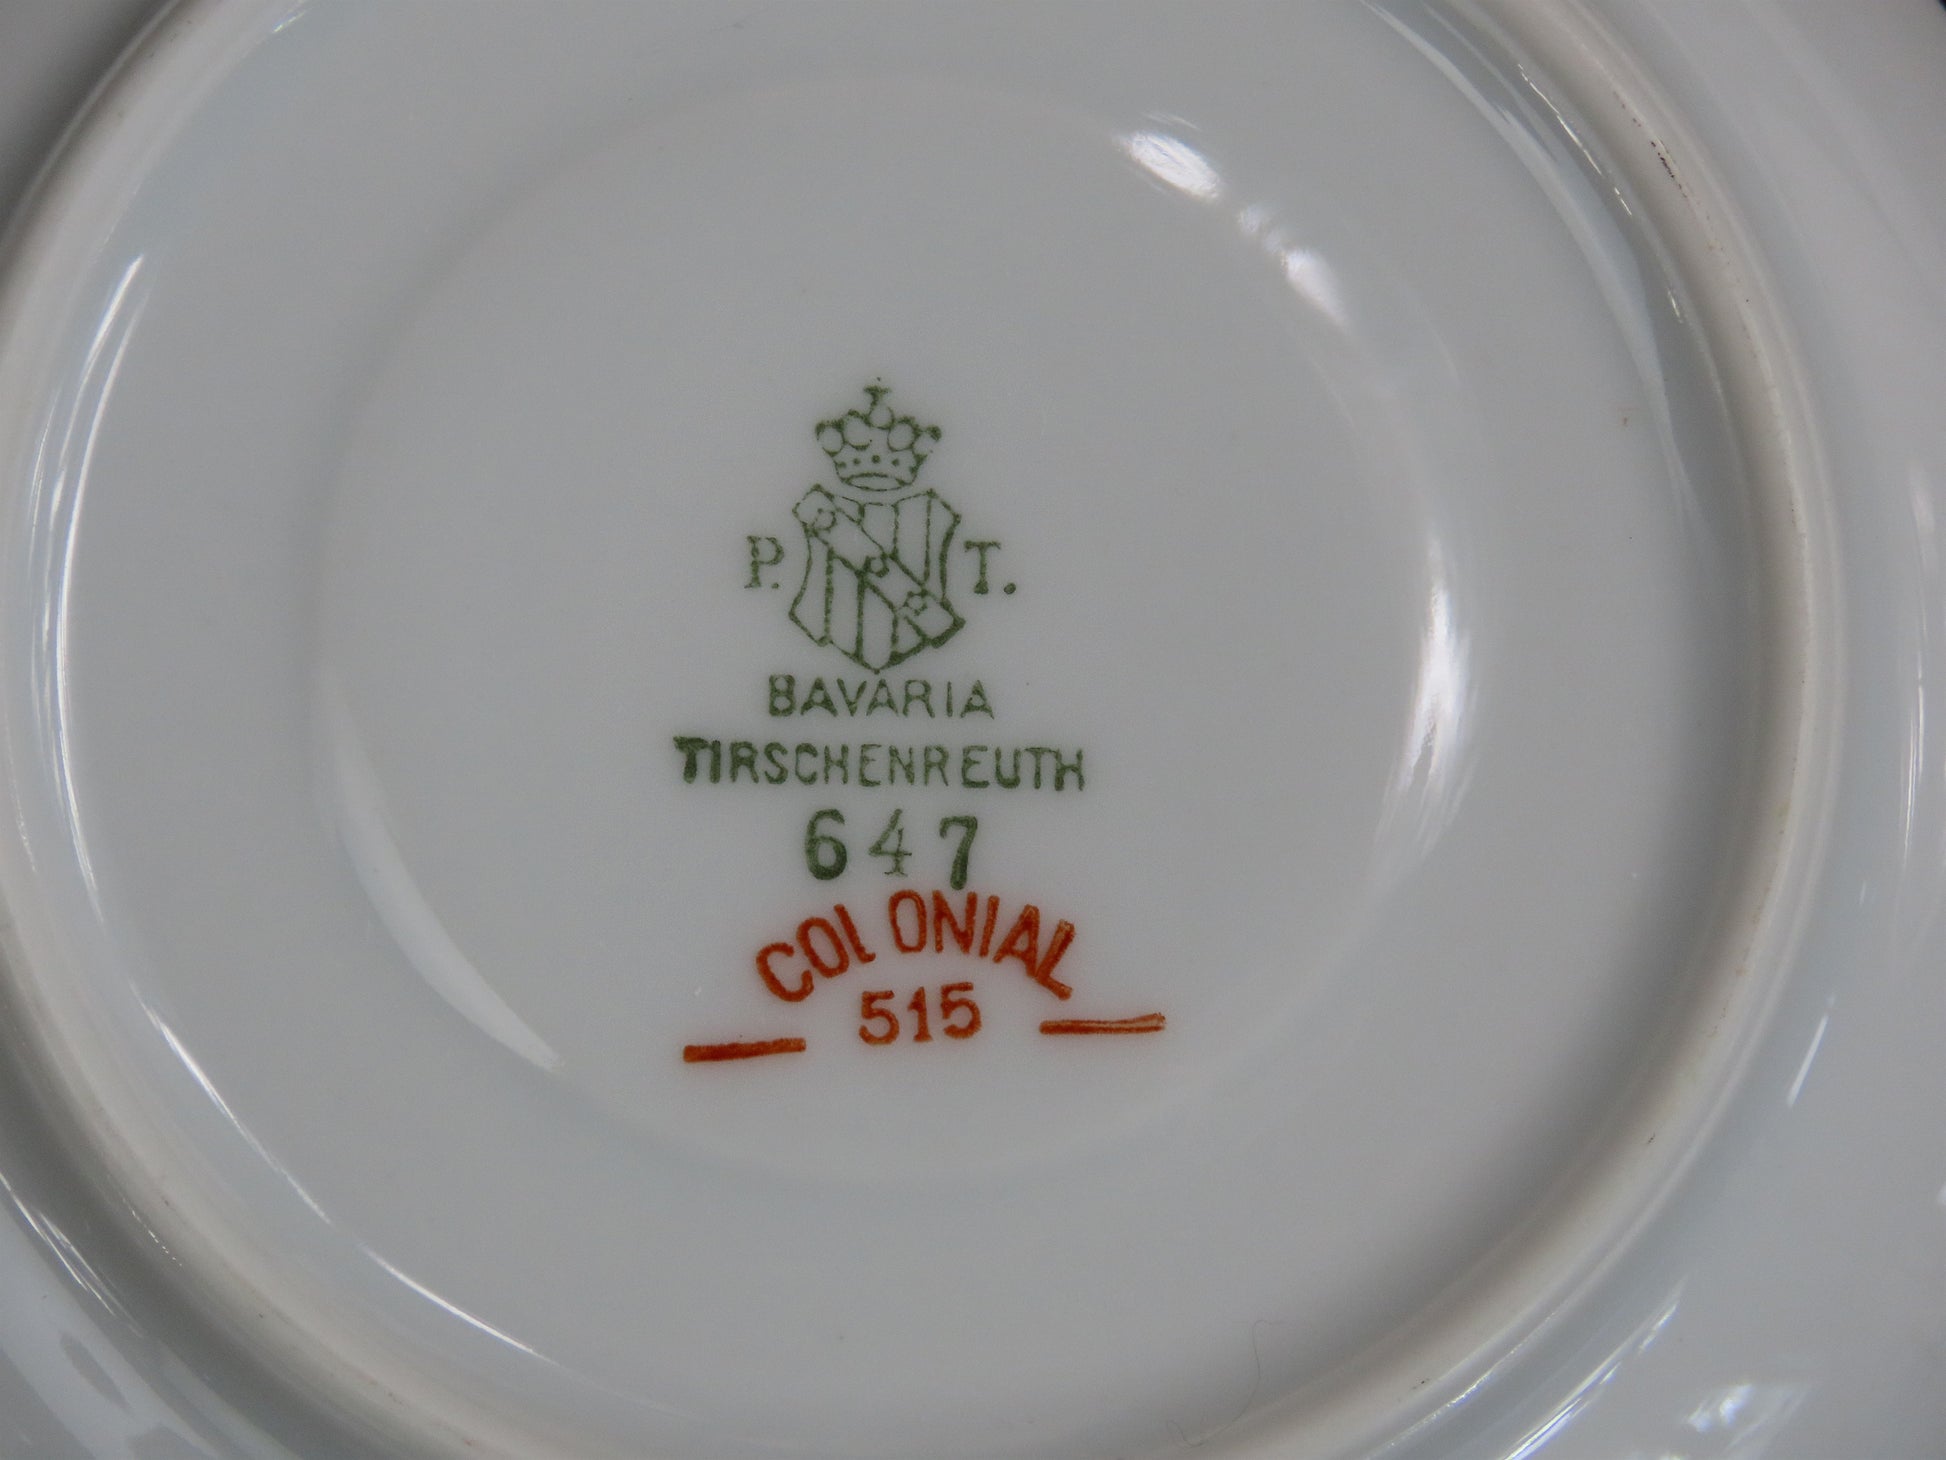 P. T.
BAVARIA
TIRSCHENREUTH
647
COLONIAL
515